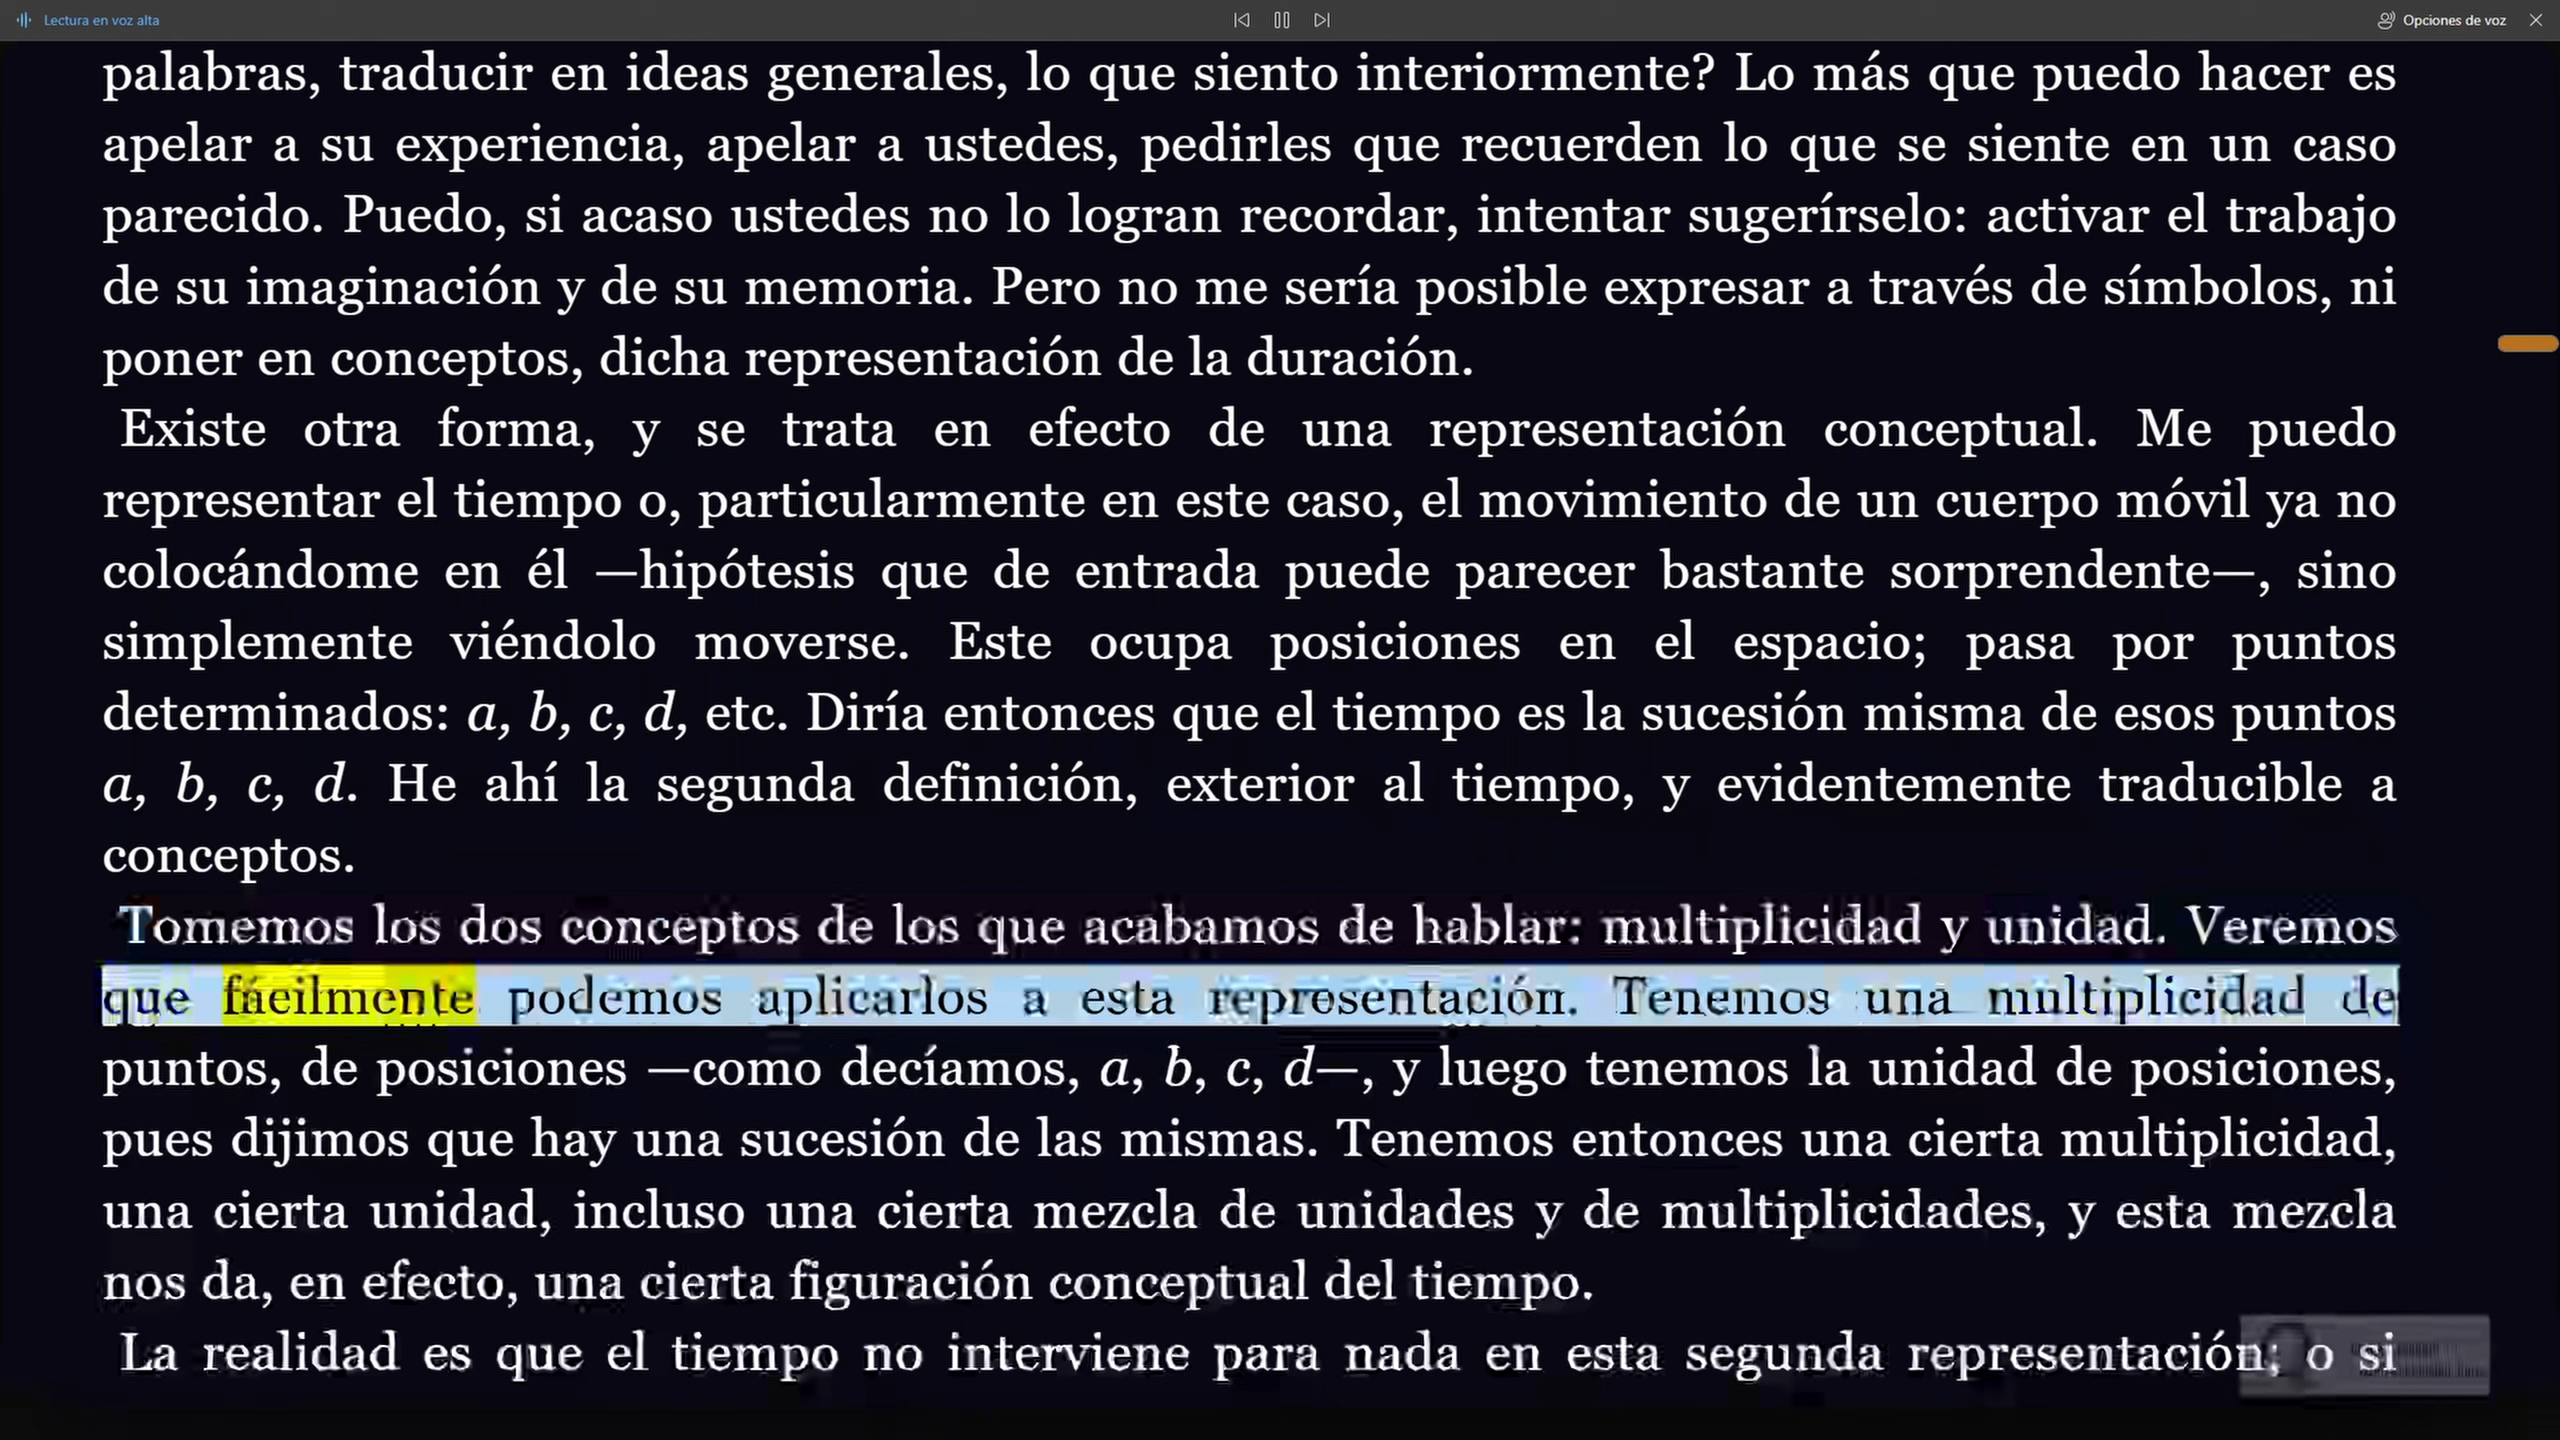 Lectura en voz alta
Opciones de voz
palabras, traducir en ideas generales, lo que siento interiormente? Lo más que puedo hacer es
apelar a su experiencia, apelar a ustedes, pedirles que recuerden lo que se siente en un caso
parecido. Puedo, si acaso ustedes no lo logran recordar, intentar sugerírselo: activar el trabajo
de su imaginación y de su memoria. Pero no me sería posible expresar a través de símbolos, ni
poner en conceptos, dicha representación de la duración.
Existe otra forma, y se trata en efecto de una representación conceptual. Me puedo
representar el tiempo o, particularmente en este caso, el movimiento de un cuerpo móvil ya no
colocándome en él —hipótesis que de entrada puede parecer bastante sorprendente—, sino
simplemente viéndolo moverse. Este ocupa posiciones en el espacio; pasa por puntos
determinados: a, b, c, d, etc. Diría entonces que el tiempo es la sucesión misma de esos puntos
a, b, c, d. He ahí la segunda definición, exterior al tiempo, y evidentemente traducible a
conceptos.
Tomemos los dos conceptos de los que acabamos de hablar: multiplicidad y unidad. Veremos
que fácilmente podemos aplicarlos a esta representación. Tenemos una multiplicidad de
puntos, de posiciones —como decíamos, a, b, c, d—, y luego tenemos la unidad de posiciones,
pues dijimos que hay una sucesión de las mismas. Tenemos entonces una cierta multiplicidad,
una cierta unidad, incluso una cierta mezcla de unidades y de multiplicidades, y esta mezcla
nos da, en efecto, una cierta figuración conceptual del tiempo.
La realidad es que el tiempo no interviene para nada en esta segunda representación; o si